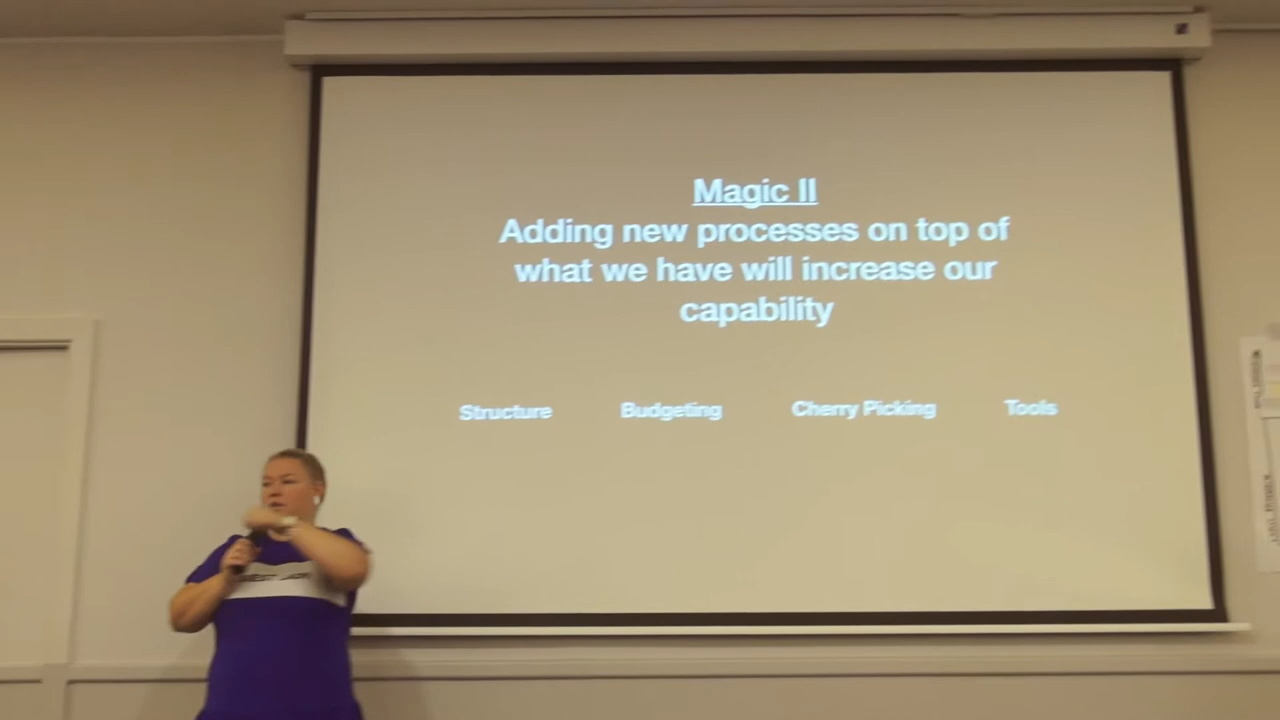 Magic II
Adding new processes on top of
what we have will increase our
capability
Structure Budgeting Cherry Picking Tools